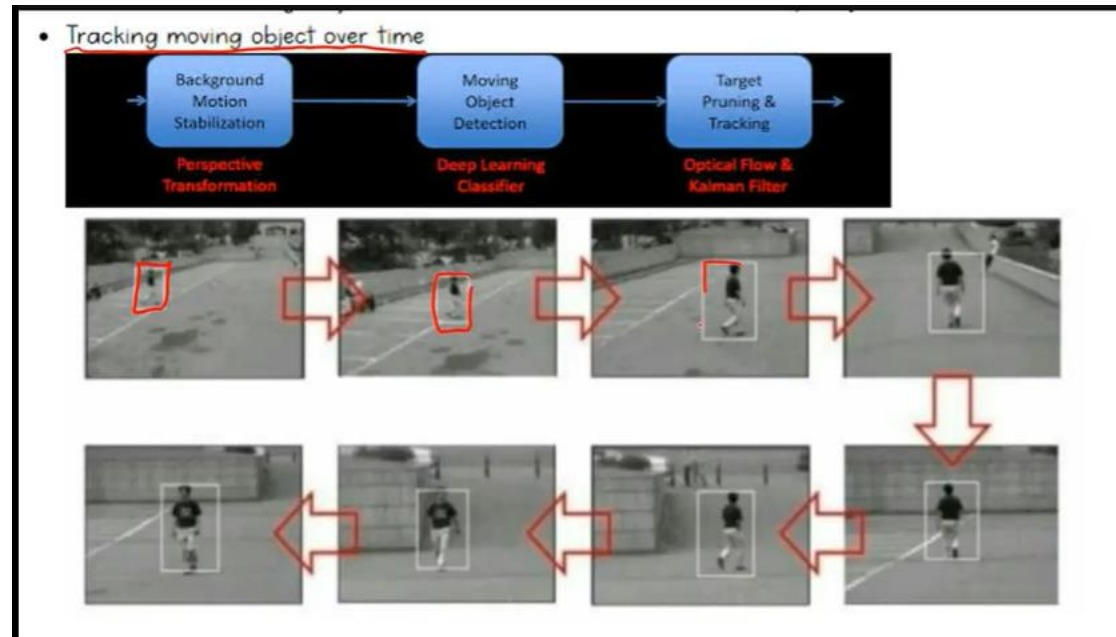 • Tracking moving object over time
Background
Motion
Stabilization
Moving
Object
Detection
Target
Pruning &
Tracking
Perspective
Transformation
Deep Learning
Classifier
Optical Flow &
Kalman Filter